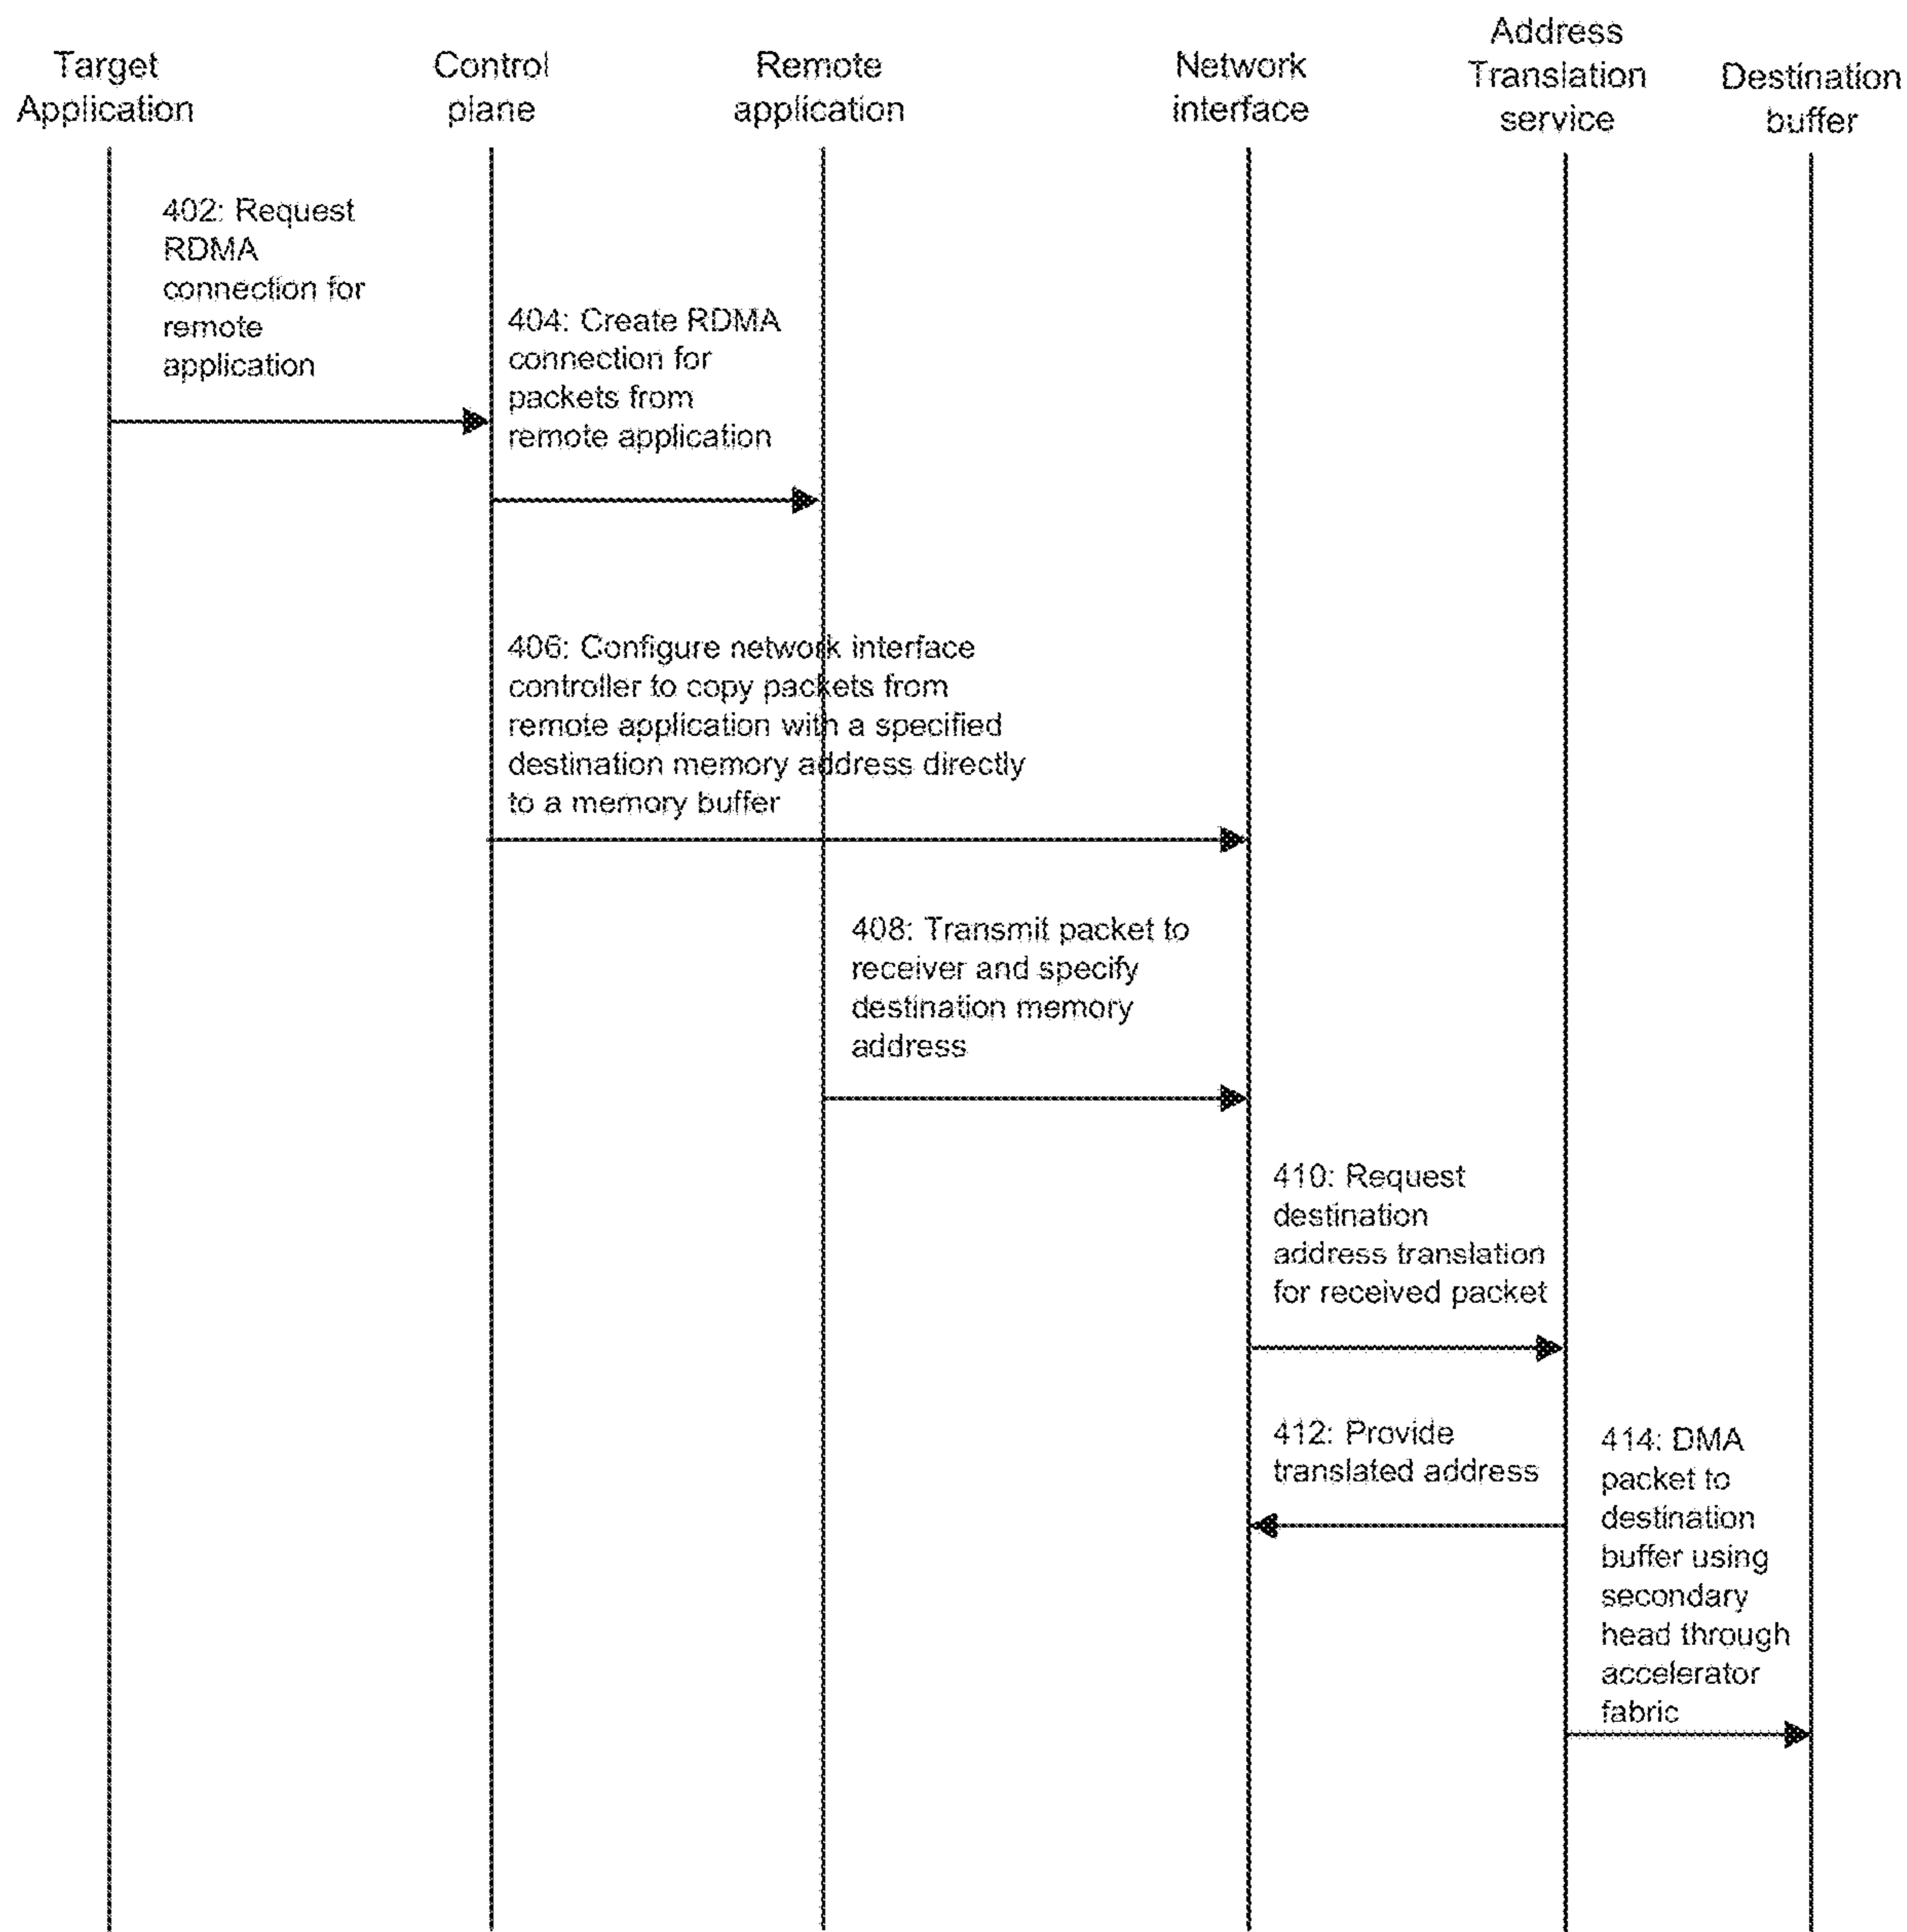 Target
Application
Control
plane
Remote
application
Network
interface
Address
Translation
service
Destination
buffer
402: Request
RDMA
connection for
remote
application
404: Create RDMA
connection for
packets from
remote application
406: Configure network interface
controller to copy packets from
remote application with a specified
destination memory address directly
to a memory buffer
408: Transmit packet to
receiver and specify
destination memory
address
410: Request
destination
address translation
for received packet
412: Provide
translated address
414: DMA
packet to
destination
buffer using
secondary
head through
accelerator
fabric